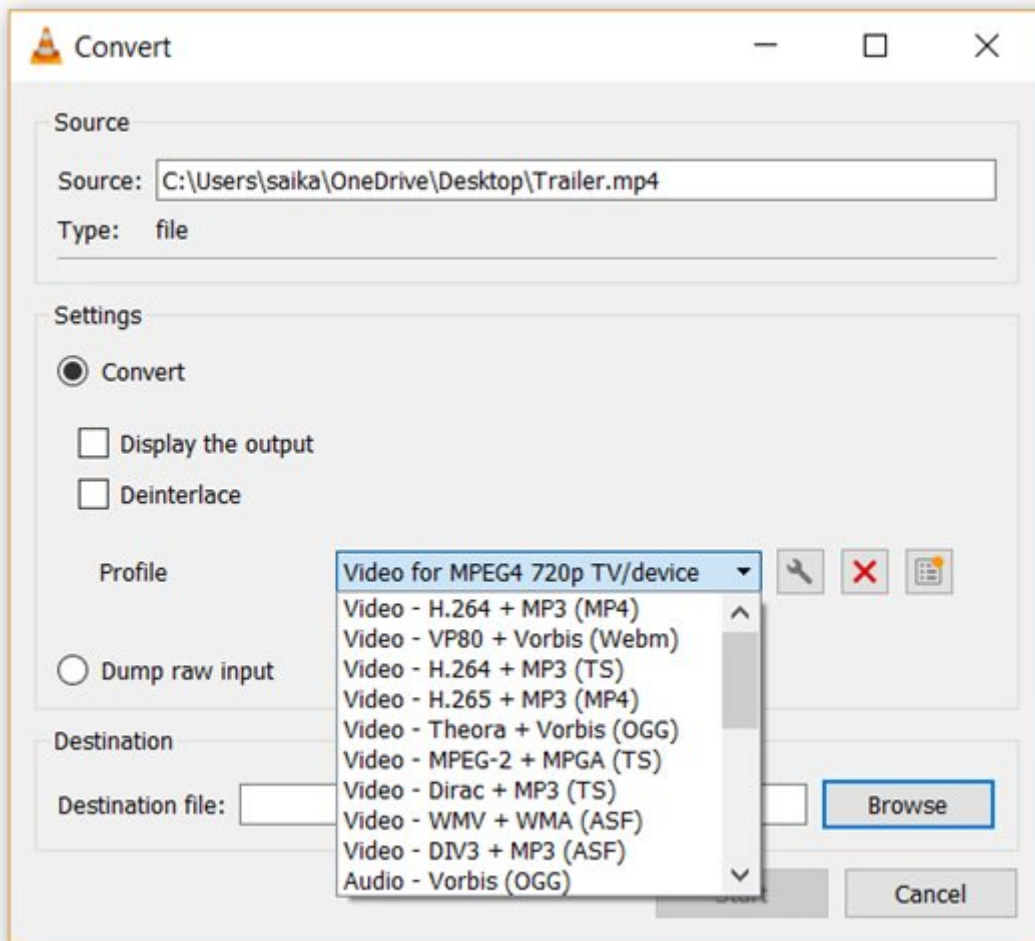 Convert
Source
Source: C:\Users\saika\OneDrive\Desktop\Trailer.mp4
Type: file
Settings
Convert
Display the output
Deinterlace
Profile Video for MPEG4 720p TV/device
Video - H.264 + MP3 (MP4)
Video - VP80 + Vorbis (Webm)
Video - H.264 + MP3 (TS)
Dump raw input
Video - H.265 + MP3 (MP4)
Video - Theora + Vorbis (OGG)
Destination
Video - MPEG-2 + MPGA (TS)
Video - Dirac + MP3 (TS)
Destination file: Browse
Video - WMV + WMA (ASF)
Video - DIV3 + MP3 (ASF)
Audio - Vorbis (OGG)
Cancel